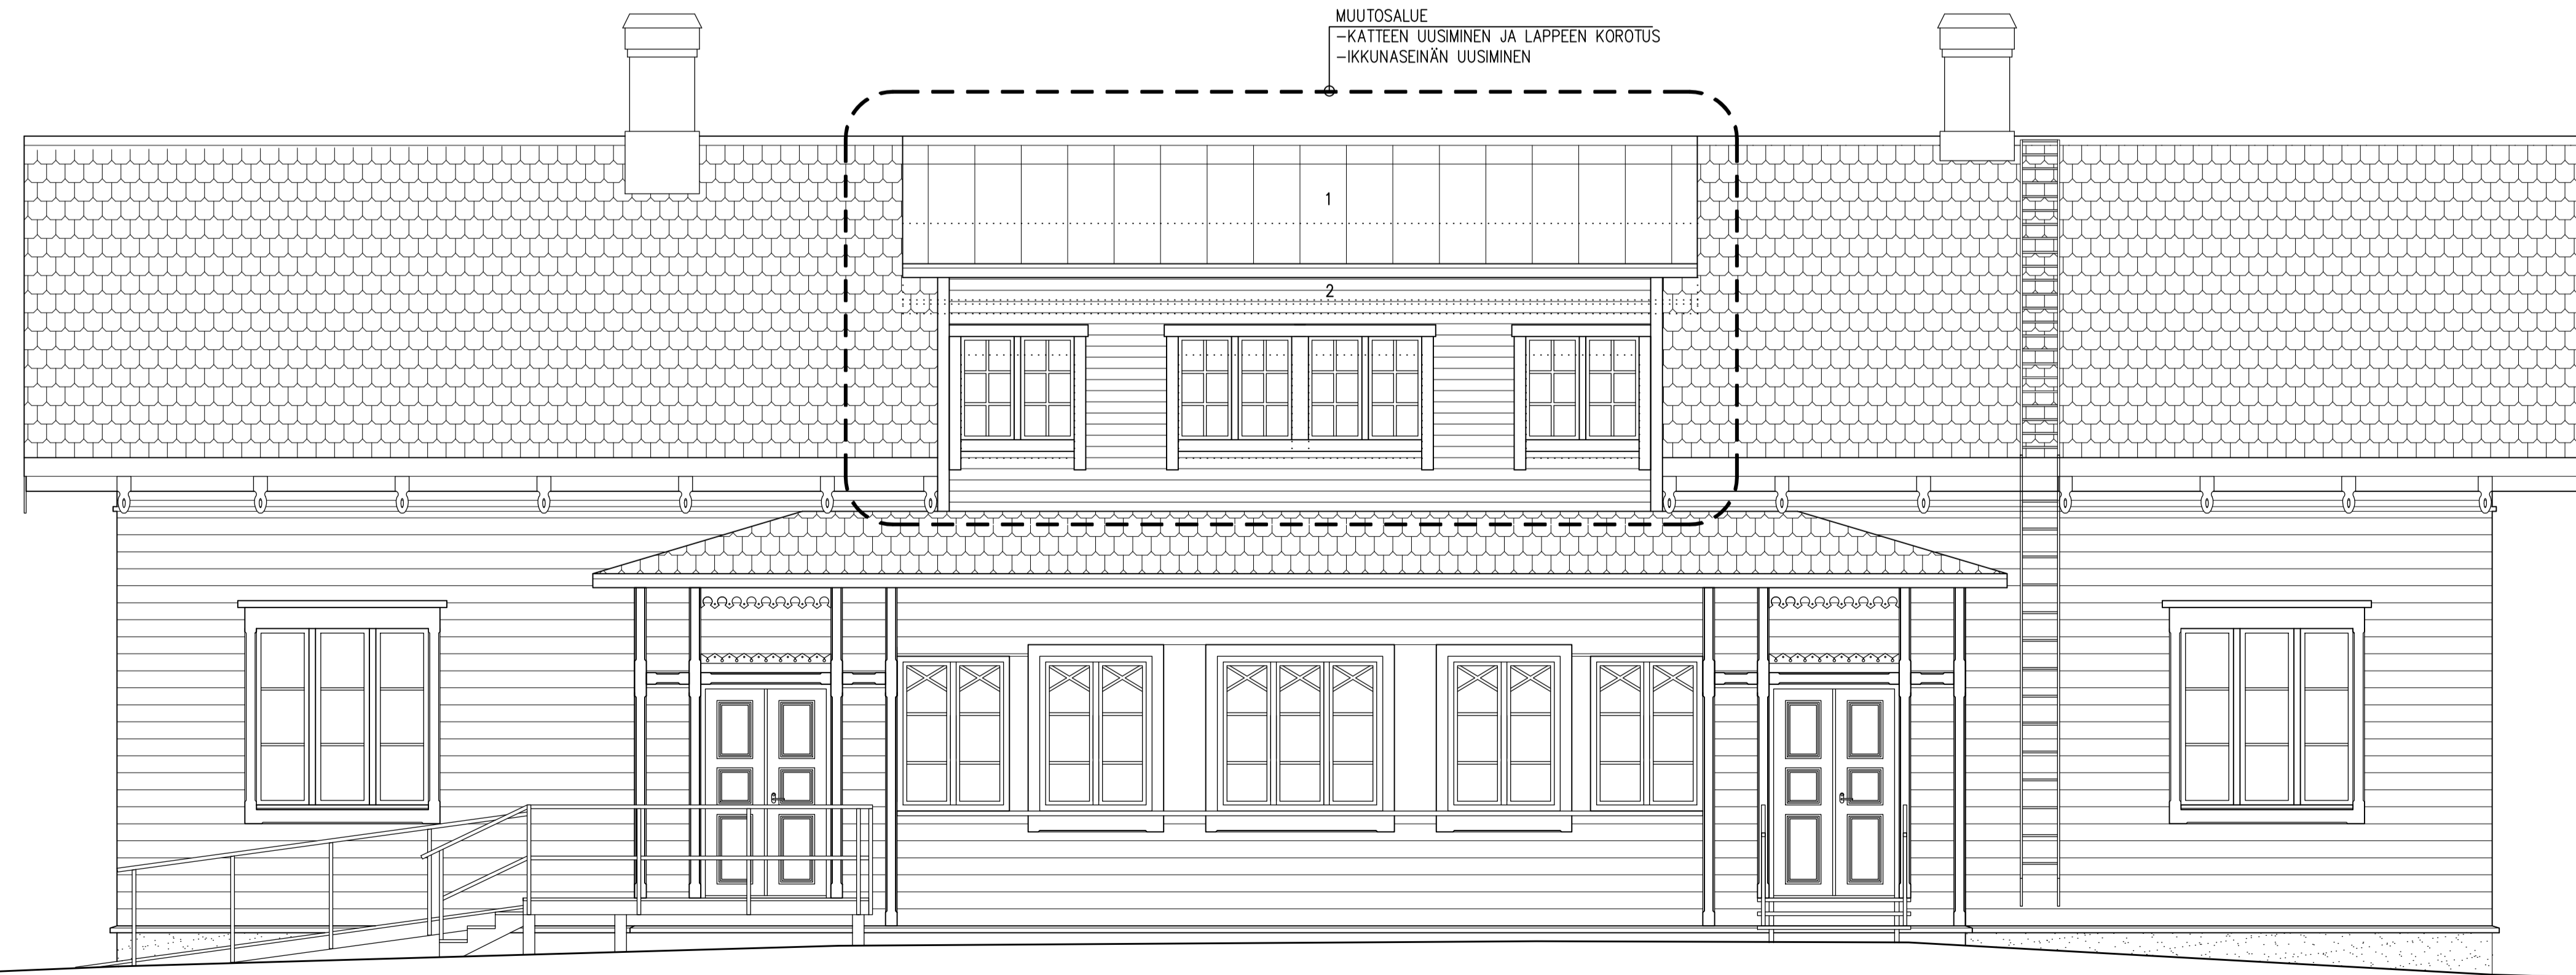 MUUTOSALUE
-KATTEEN UUSIMINEN JA LAPPEEN KOROTUS
-IKKUNASEINÄN UUSIMINEN
1
2